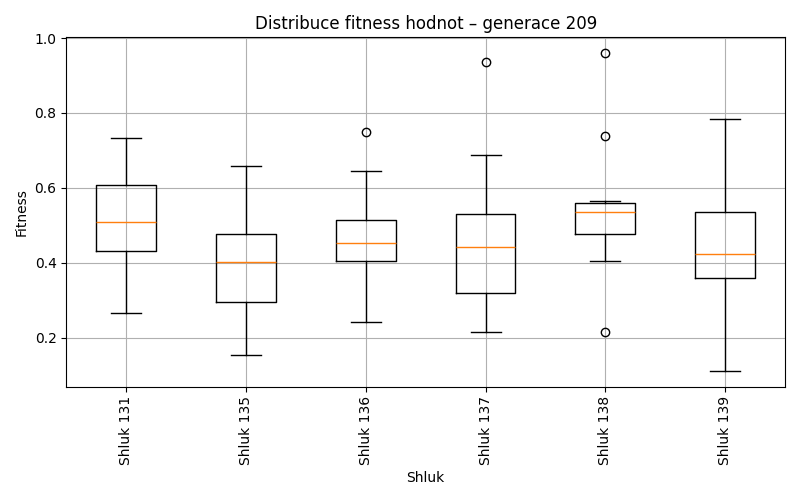 Distribuce fitness hodnot – generace 209
Fitness
1.0
0.8
0.6
0.4
0.2
Shluk 131
Shluk 135
Shluk 136
Shluk 137
Shluk 138
Shluk 139
Shluk